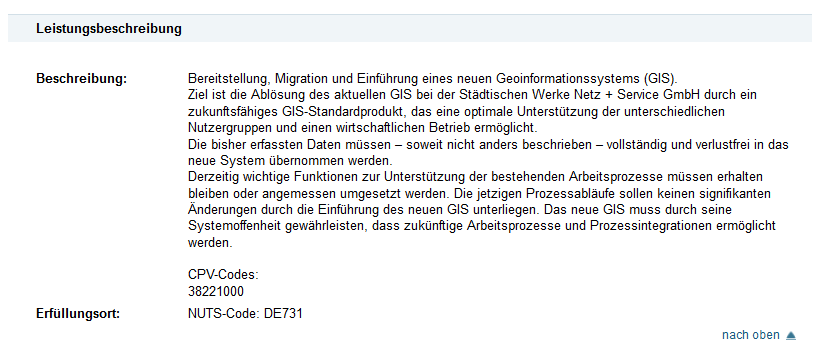 Leistungsbeschreibung
Beschreibung:
Bereitstellung, Migration und Einführung eines neuen Geoinformationssystems (GIS).
Ziel ist die Ablösung des aktuellen GIS bei der Städtischen Werke Netz + Service GmbH durch ein
zukunftsfähiges GIS-Standardprodukt, das eine optimale Unterstützung der unterschiedlichen
Nutzergruppen und einen wirtschaftlichen Betrieb ermöglicht.
Die bisher erfassten Daten müssen – soweit nicht anders beschrieben – vollständig und verlustfrei in das
neue System übernommen werden.
Derzeitig wichtige Funktionen zur Unterstützung der bestehenden Arbeitsprozesse müssen erhalten
bleiben oder angemessen umgesetzt werden. Die jetzigen Prozessabläufe sollen keinen signifikanten
Änderungen durch die Einführung des neuen GIS unterliegen. Das neue GIS muss durch seine
Systemoffenheit gewährleisten, dass zukünftige Arbeitsprozesse und Prozessintegrationen ermöglicht
werden.
CPV-Codes:
38221000
Erfüllungsort:
NUTS-Code: DE731
nach oben